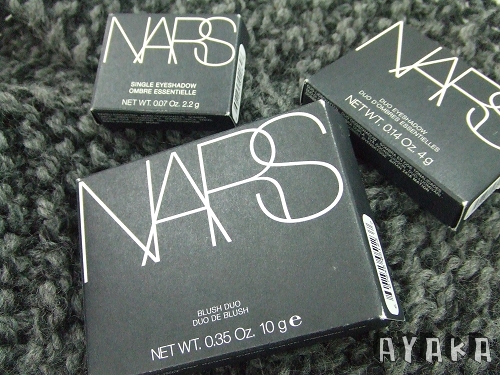 NARS
SINGLE EYESHADOW
OMBRE ESSENTIELLE
NET WT. 0.07 Oz. 2.2 g
NARS
DUO EYESHADOW
DUO D'OMBRES ESSENTIELLES
NET WT. 0.14 Oz. 4 g
NARS
BLUSH DUO
DUO DE BLUSH
NET WT. 0.35 Oz. 10 g e
AYAKA